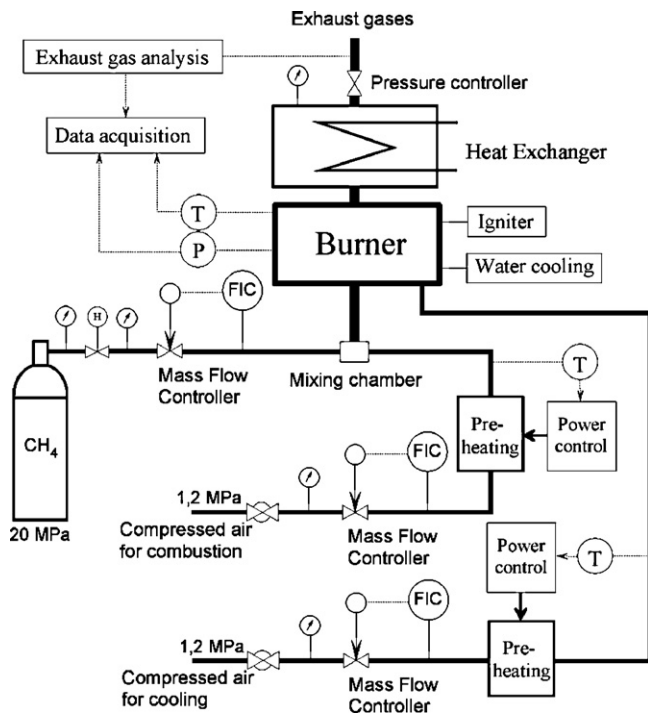 Exhaust gases
Exhaust gas analysis
Pressure controller
Data acquisition
Heat Exchanger
T
Igniter
Burner
P
Water cooling
FIC
H
Mass Flow
Controller
Mixing chamber
T
CH4
Pre-
heating
Power
control
FIC
1,2 MPa
20 MPa
Compressed air
for combustion
Mass Flow
Controller
Power
control
T
FIC
1,2 MPa
Pre-
heating
Compressed air
for cooling
Mass Flow
Controller